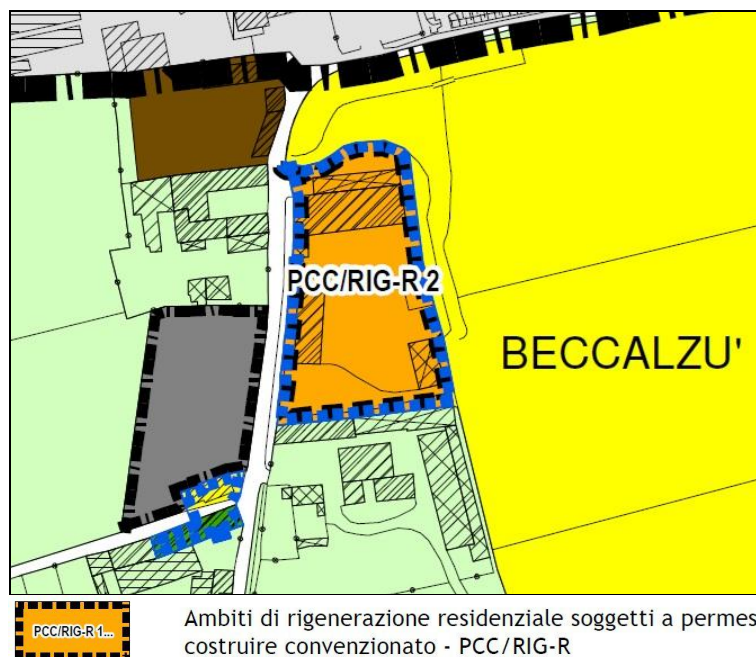 PCC/RIG-R 2
BECCALZU'
PCC/RIG-R 1...
Ambiti di rigenerazione residenziale soggetti a permes
costruire convenzionato - PCC/RIG-R